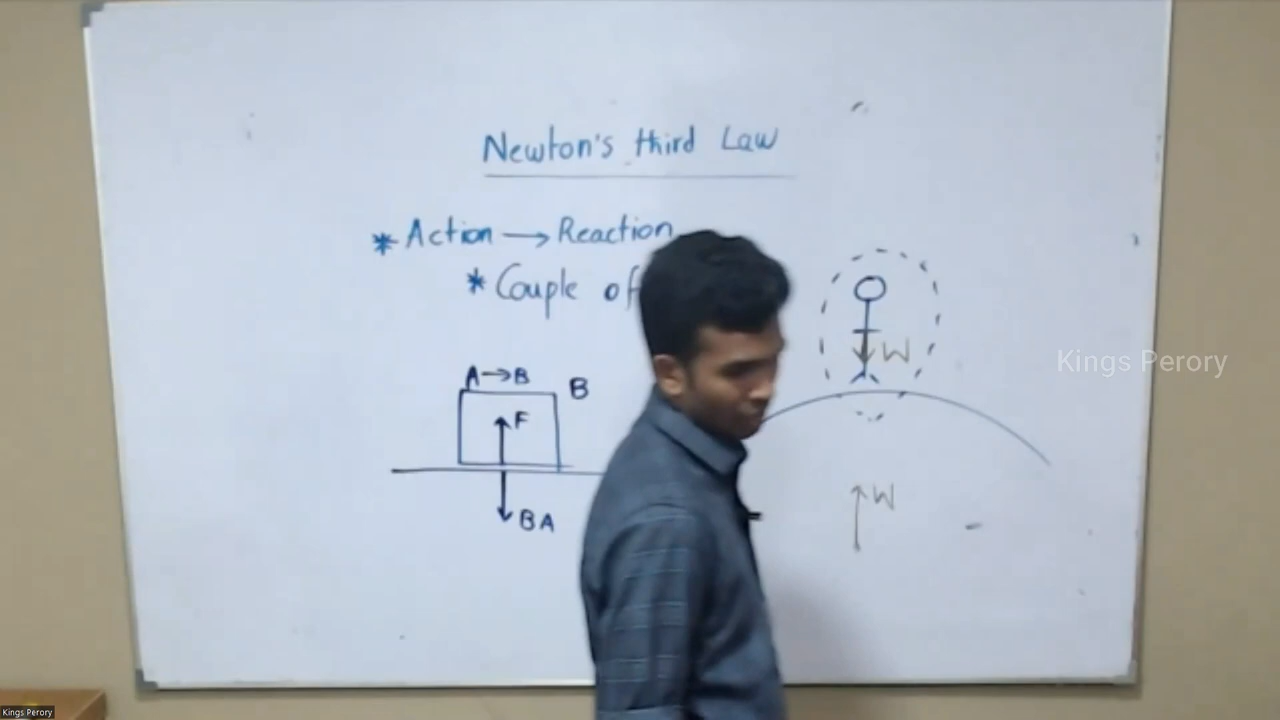 Newton's third Law
* Action → Reaction
* Couple of
A→B
B
F
BA
W
W
Kings Perory
Kings Perory